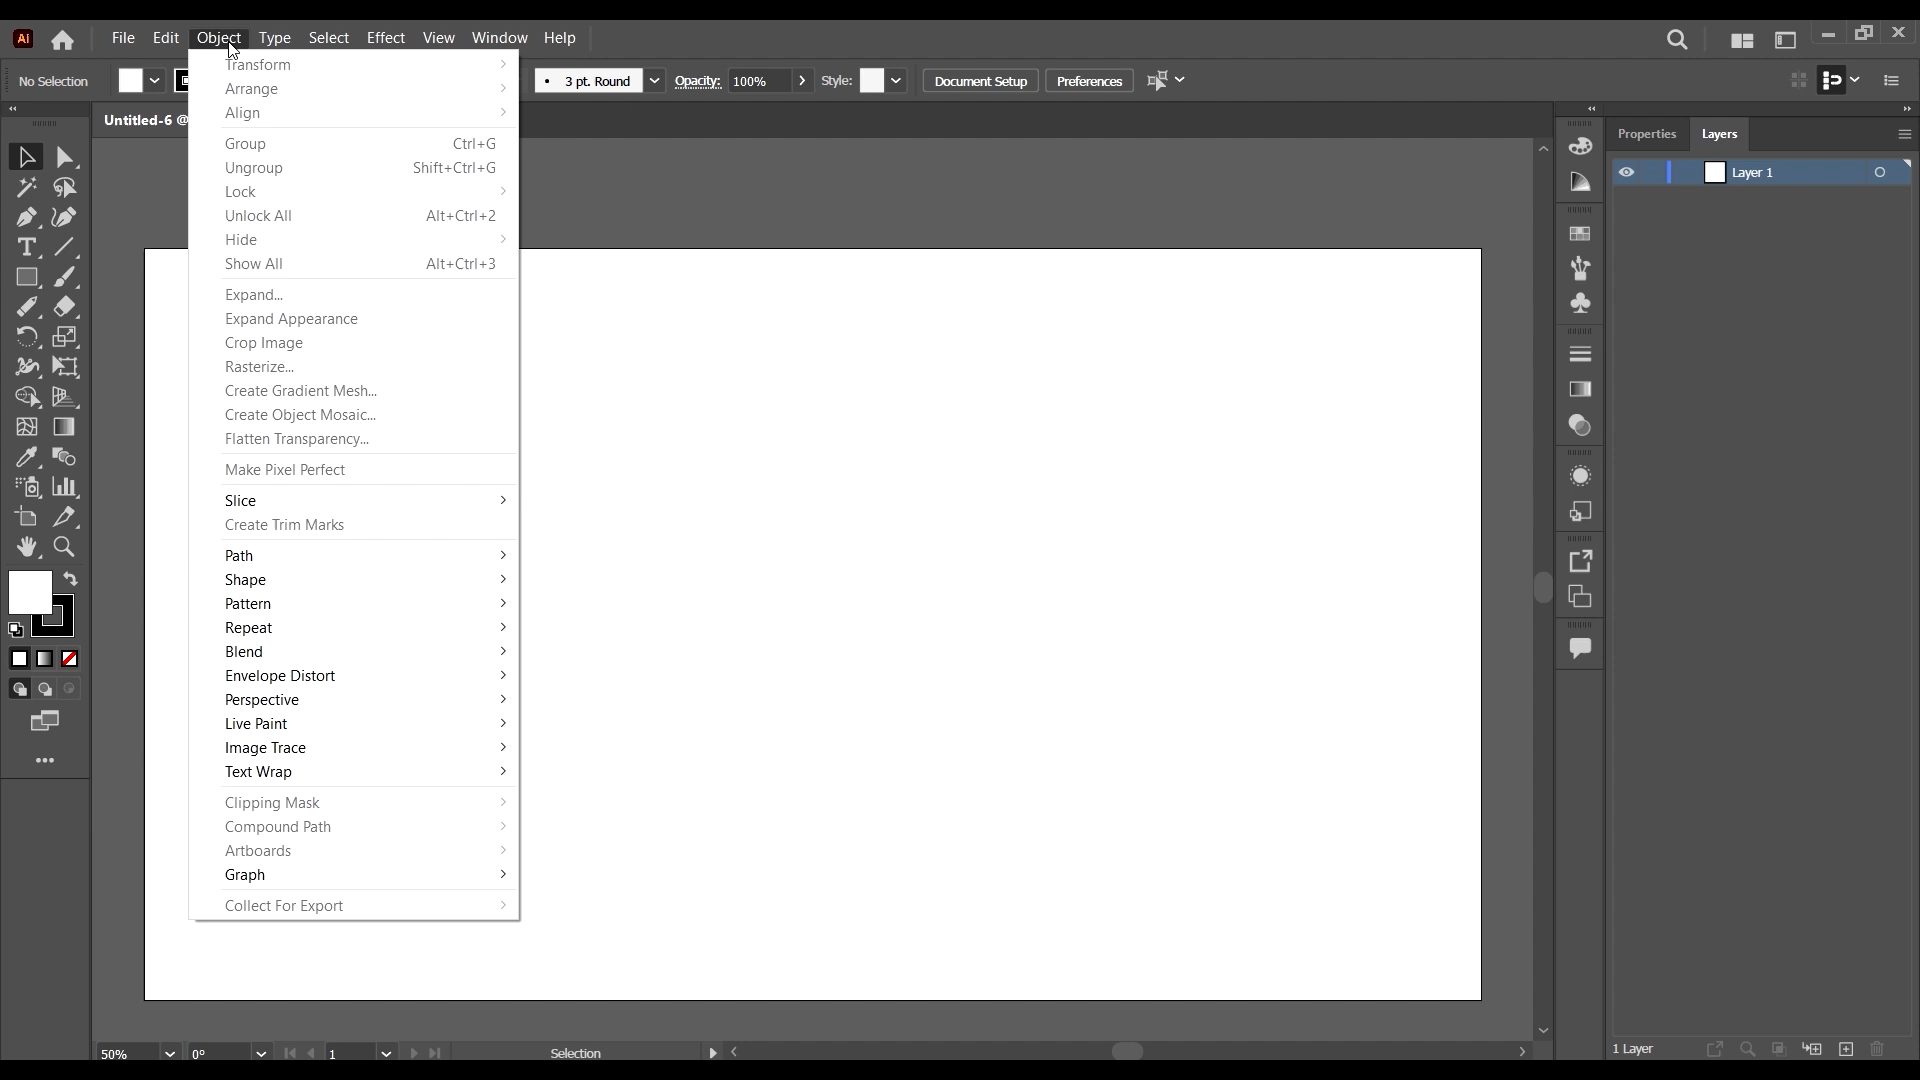 Ai File Edit Object Type Select Effect View Window Help
No Selection 3 pt. Round Opacity: 100% Style: Document Setup Preferences
Untitled-6 @
Transform
Arrange
Align
Group Ctrl+G
Ungroup Shift+Ctrl+G
Lock
Unlock All Alt+Ctrl+2
Hide
Show All Alt+Ctrl+3
Expand...
Expand Appearance
Crop Image
Rasterize...
Create Gradient Mesh...
Create Object Mosaic...
Flatten Transparency...
Make Pixel Perfect
Slice
Create Trim Marks
Path
Shape
Pattern
Repeat
Blend
Envelope Distort
Perspective
Live Paint
Image Trace
Text Wrap
Clipping Mask
Compound Path
Artboards
Graph
Collect For Export
Properties Layers
Layer 1
50% 0° 1 Selection
1 Layer